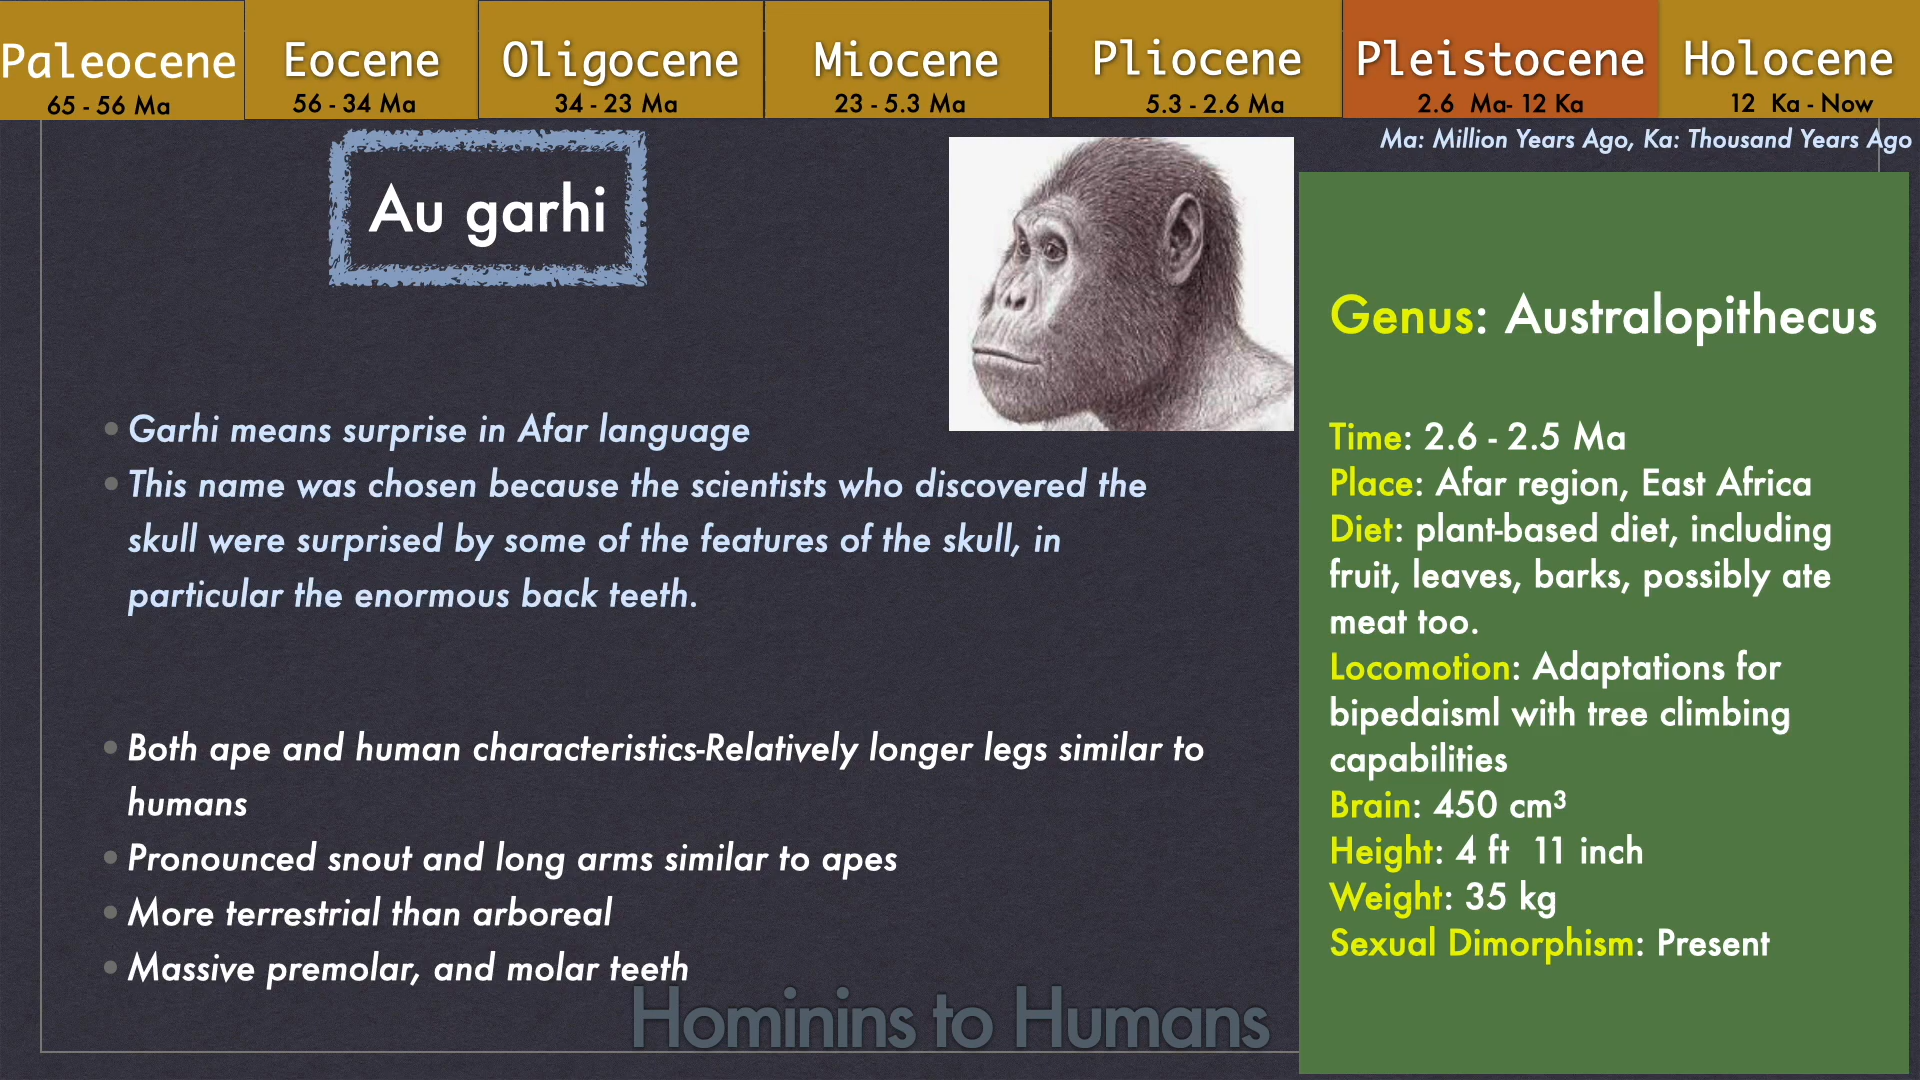 Paleocene
65 - 56 Ma
Eocene
56 - 34 Ma
Oligocene
34 - 23 Ma
Miocene
23 - 5.3 Ma
Pliocene
5.3 - 2.6 Ma
Pleistocene
2.6 Ma- 12 Ka
Holocene
12 Ka - Now
Ma: Million Years Ago, Ka: Thousand Years Ago
Au garhi
Garhi means surprise in Afar language
This name was chosen because the scientists who discovered the
skull were surprised by some of the features of the skull, in
particular the enormous back teeth.
Both ape and human characteristics-Relatively longer legs similar to
humans
Pronounced snout and long arms similar to apes
More terrestrial than arboreal
Massive premolar, and molar teeth
Genus: Australopithecus
Time: 2.6 - 2.5 Ma
Place: Afar region, East Africa
Diet: plant-based diet, including
fruit, leaves, barks, possibly ate
meat too.
Locomotion: Adaptations for
bipedaisml with tree climbing
capabilities
Brain: 450 cm³
Height: 4 ft 11 inch
Weight: 35 kg
Sexual Dimorphism: Present
Hominins to Humans